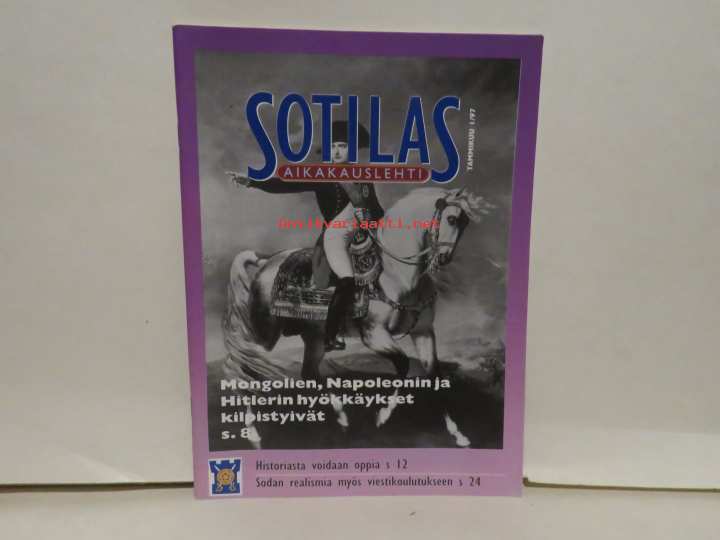 SOTILAS
AIKAKAUSLEHTI
TAMMIKUU 1/97
Antikvariaatti.net
Mongolien, Napoleonin ja
Hitlerin hyökkäykset
kilpistyivät
s. 8
Historiasta voidaan oppia s 12
Sodan realismia myös viestikoulutukseen s 24